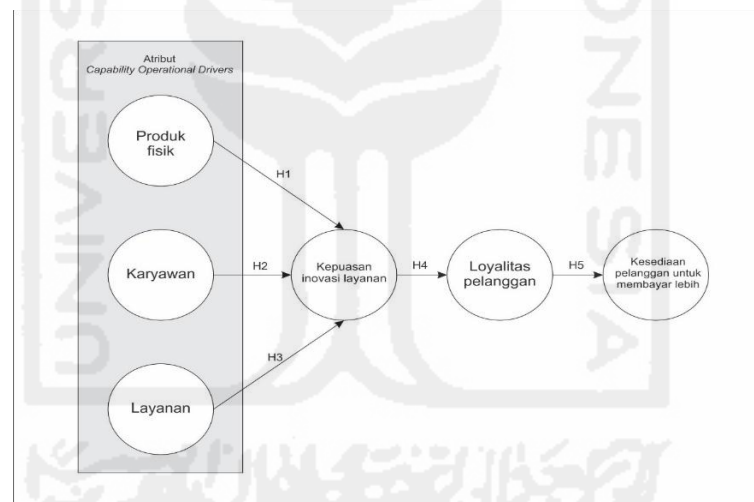 Atribut
Capability Operational Drivers
Produk
fisik
H1
Karyawan
H2
Kepuasan
inovasi layanan
H4
Loyalitas
pelanggan
H5
Kesediaan
pelanggan untuk
membayar lebih
H3
Layanan